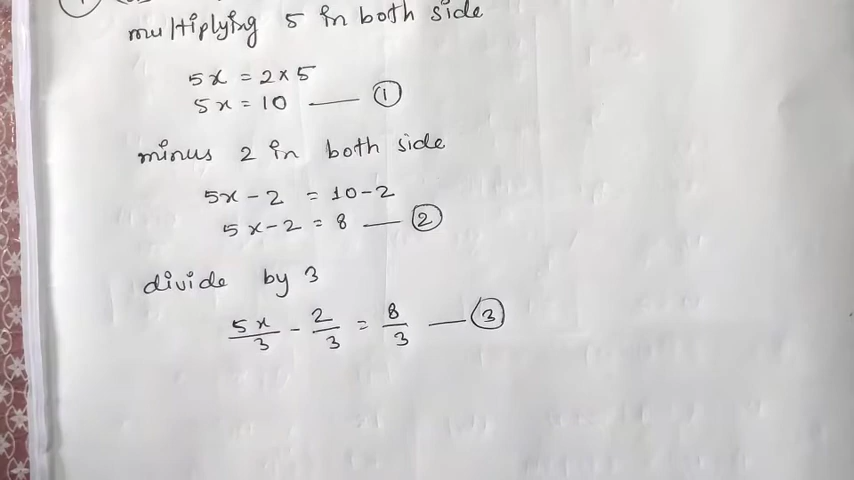 1
multiplying 5 in both side
5x = 2 × 5
5x = 10 —— 1
minus 2 in both side
5x - 2 = 10 - 2
5x - 2 = 8 —— 2
divide by 3
5x/3 - 2/3 = 8/3 —— 3